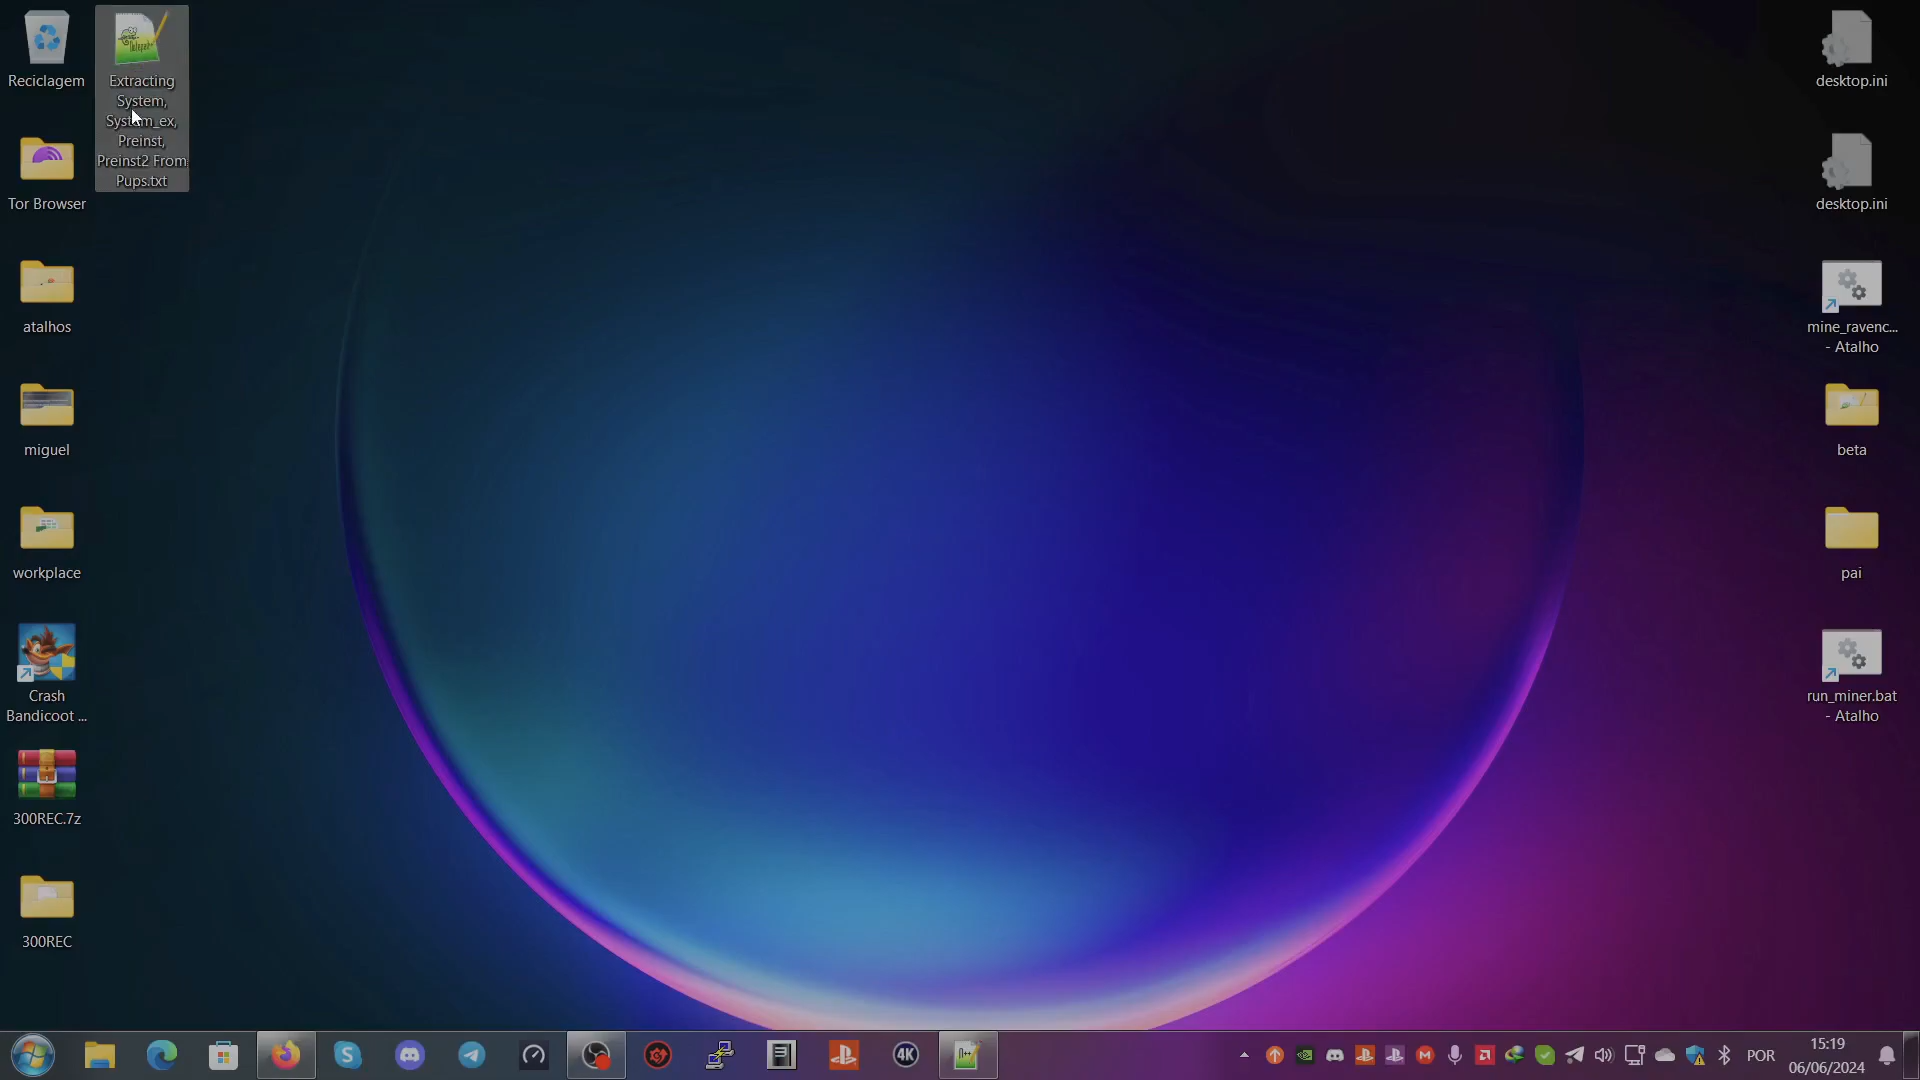 Reciclagem
Extracting
System,
System_ex,
Preinst,
Preinst2 From
Pups.txt
Tor Browser
atalhos
miguel
workplace
Crash
Bandicoot ...
300REC.7z
300REC
desktop.ini
desktop.ini
mine_ravenc...
- Atalho
beta
pai
run_miner.bat
- Atalho
4K
POR
15:19
06/06/2024